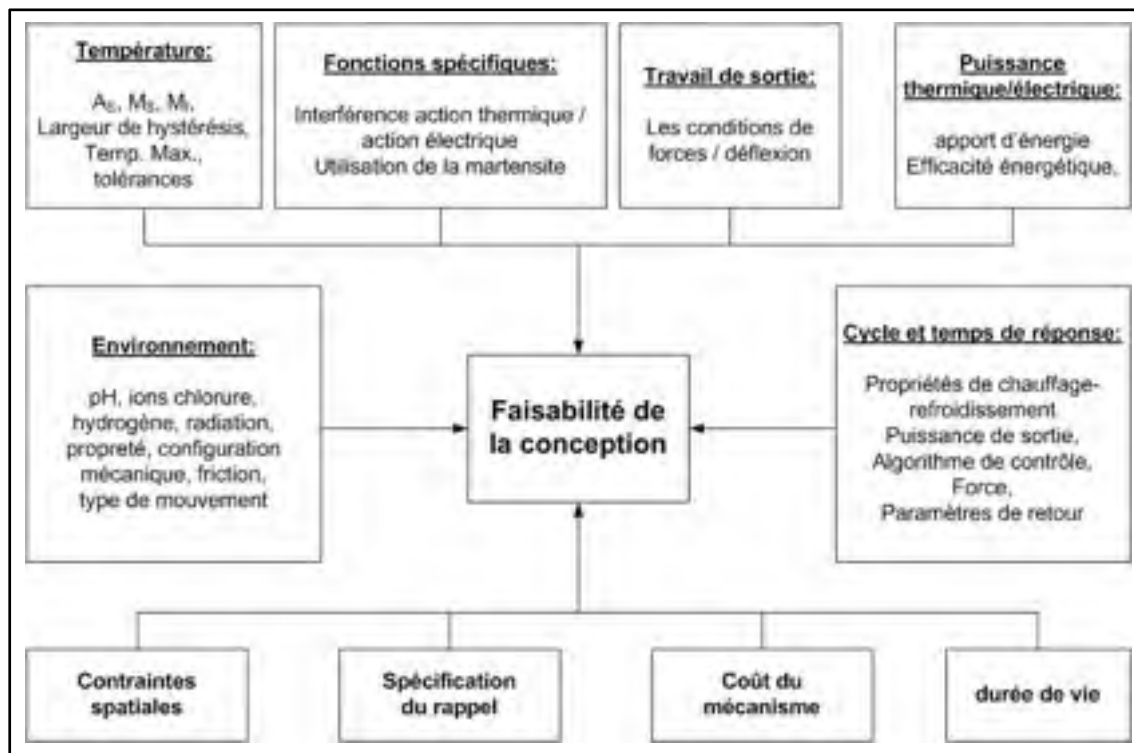 Température:
A_S, M_S, M_f,
Largeur de hystérésis,
Temp. Max.,
tolérances
Fonctions spécifiques:
Interférence action thermique /
action électrique
Utilisation de la martensite
Travail de sortie:
Les conditions de
forces / déflexion
Puissance
thermique/électrique:
apport d'énergie
Efficacité énergétique,
Environnement:
pH, ions chlorure,
hydrogène, radiation,
propreté, configuration
mécanique, friction,
type de mouvement
Faisabilité de
la conception
Cycle et temps de réponse:
Propriétés de chauffage-
refroidissement
Puissance de sortie,
Algorithme de contrôle,
Force,
Paramètres de retour
Contraintes
spatiales
Spécification
du rappel
Coût du
mécanisme
durée de vie